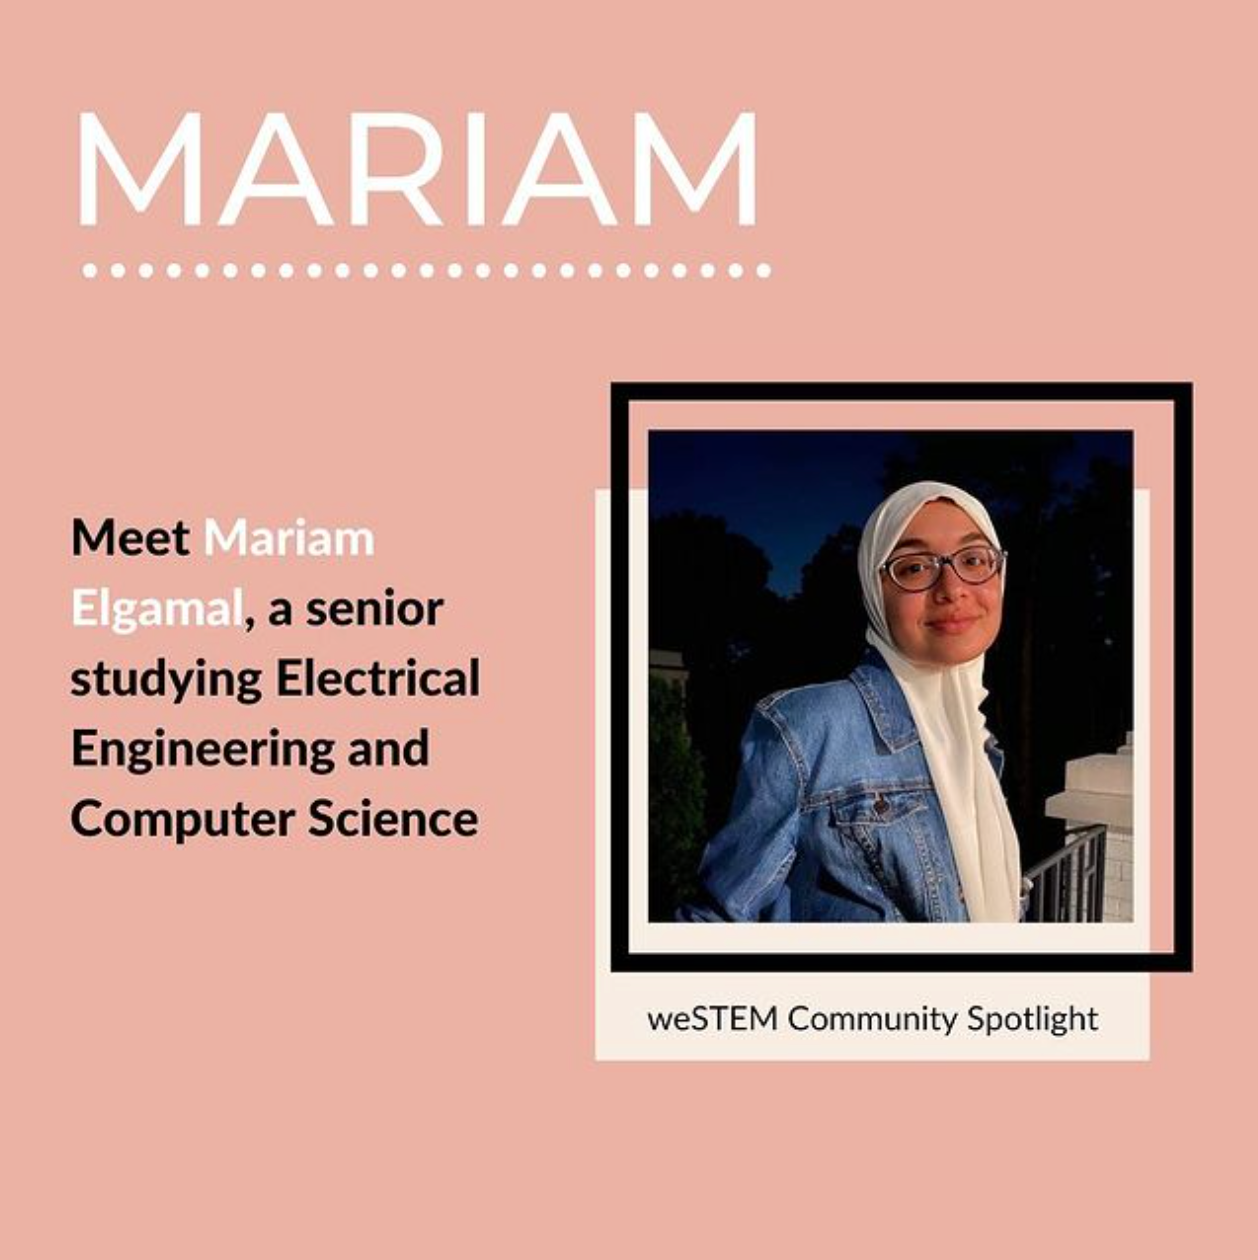 MARIAM
Meet Mariam
Elgamal, a senior
studying Electrical
Engineering and
Computer Science
weSTEM Community Spotlight